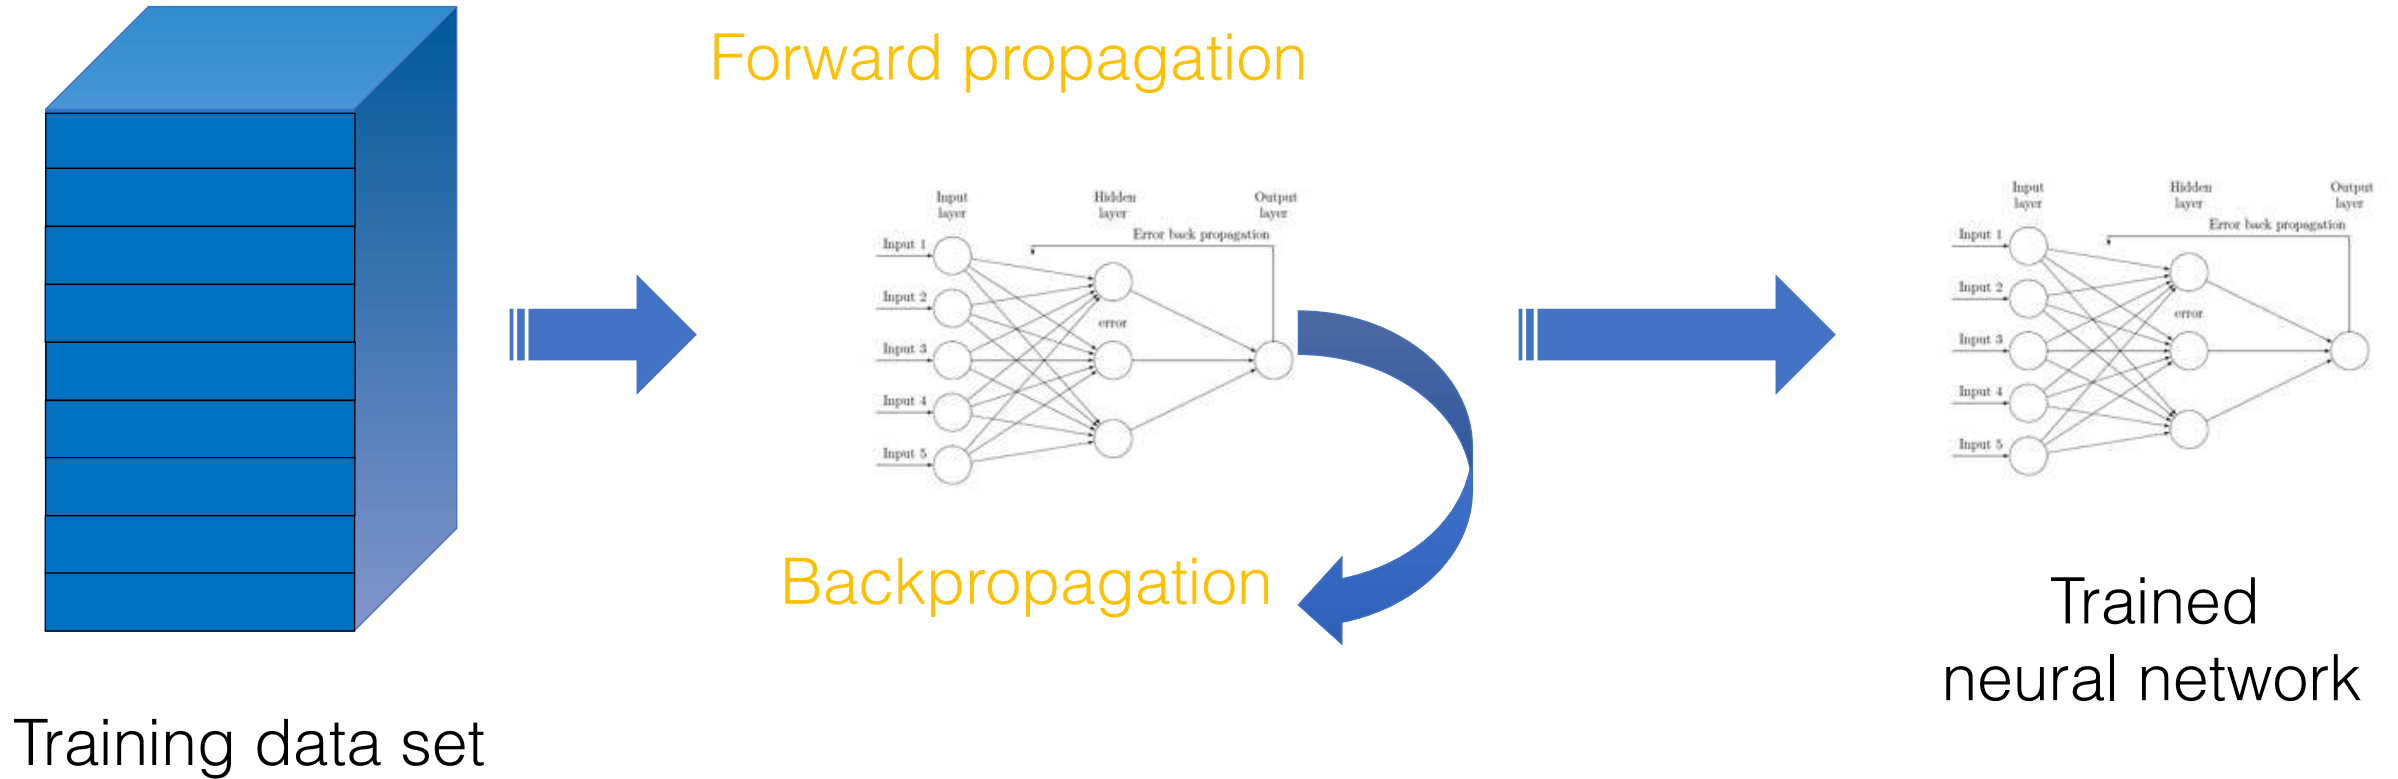 Forward propagation
Input
layer
Hidden
layer
Output
layer
Error back propagation
Input 1
Input 2
error
Input 3
Input 4
Input 5
Backpropagation
Input
layer
Hidden
layer
Output
layer
Error back propagation
Input 1
Input 2
error
Input 3
Input 4
Input 5
Trained
neural network
Training data set